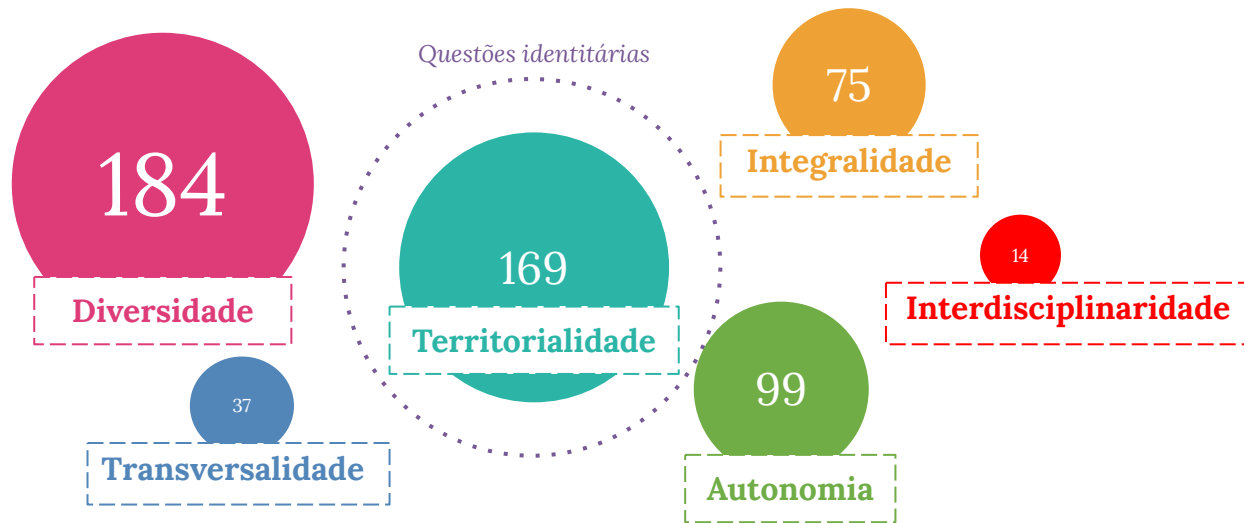 Questões identitárias
184
Diversidade
169
Territorialidade
75
Integralidade
14
Interdisciplinaridade
37
Transversalidade
99
Autonomia